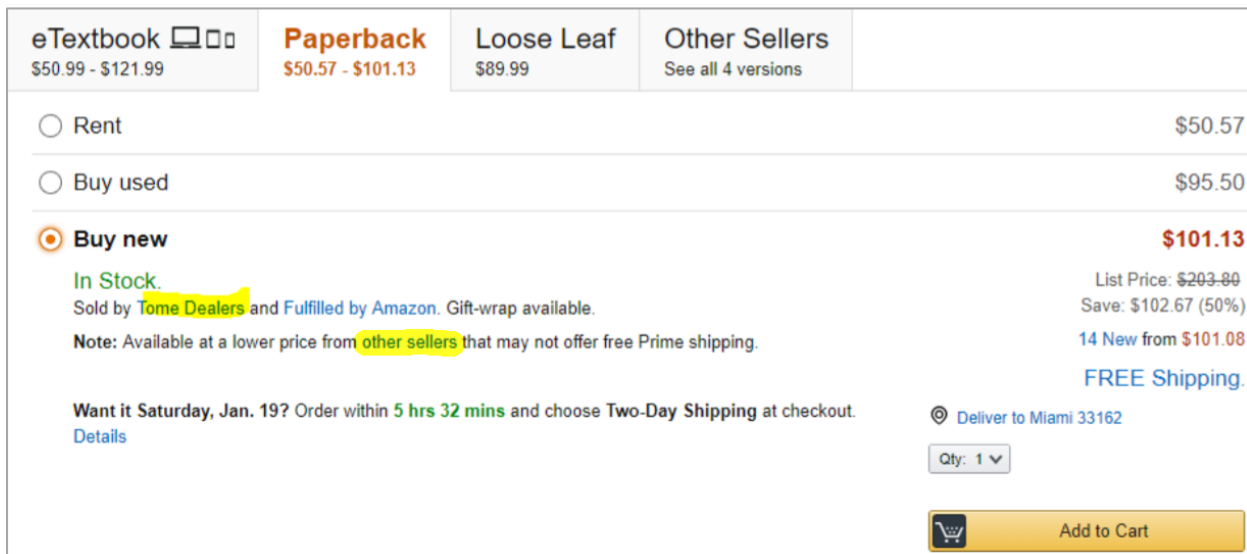 eTextbook
$50.99 - $121.99
Paperback
$50.57 - $101.13
Loose Leaf
$89.99
Other Sellers
See all 4 versions
Rent $50.57
Buy used $95.50
Buy new $101.13
In Stock.
Sold by Tome Dealers and Fulfilled by Amazon. Gift-wrap available.
Note: Available at a lower price from other sellers that may not offer free Prime shipping.
Want it Saturday, Jan. 19? Order within 5 hrs 32 mins and choose Two-Day Shipping at checkout.
Details
List Price: $203.80
Save: $102.67 (50%)
14 New from $101.08
FREE Shipping.
Deliver to Miami 33162
Qty: 1
Add to Cart